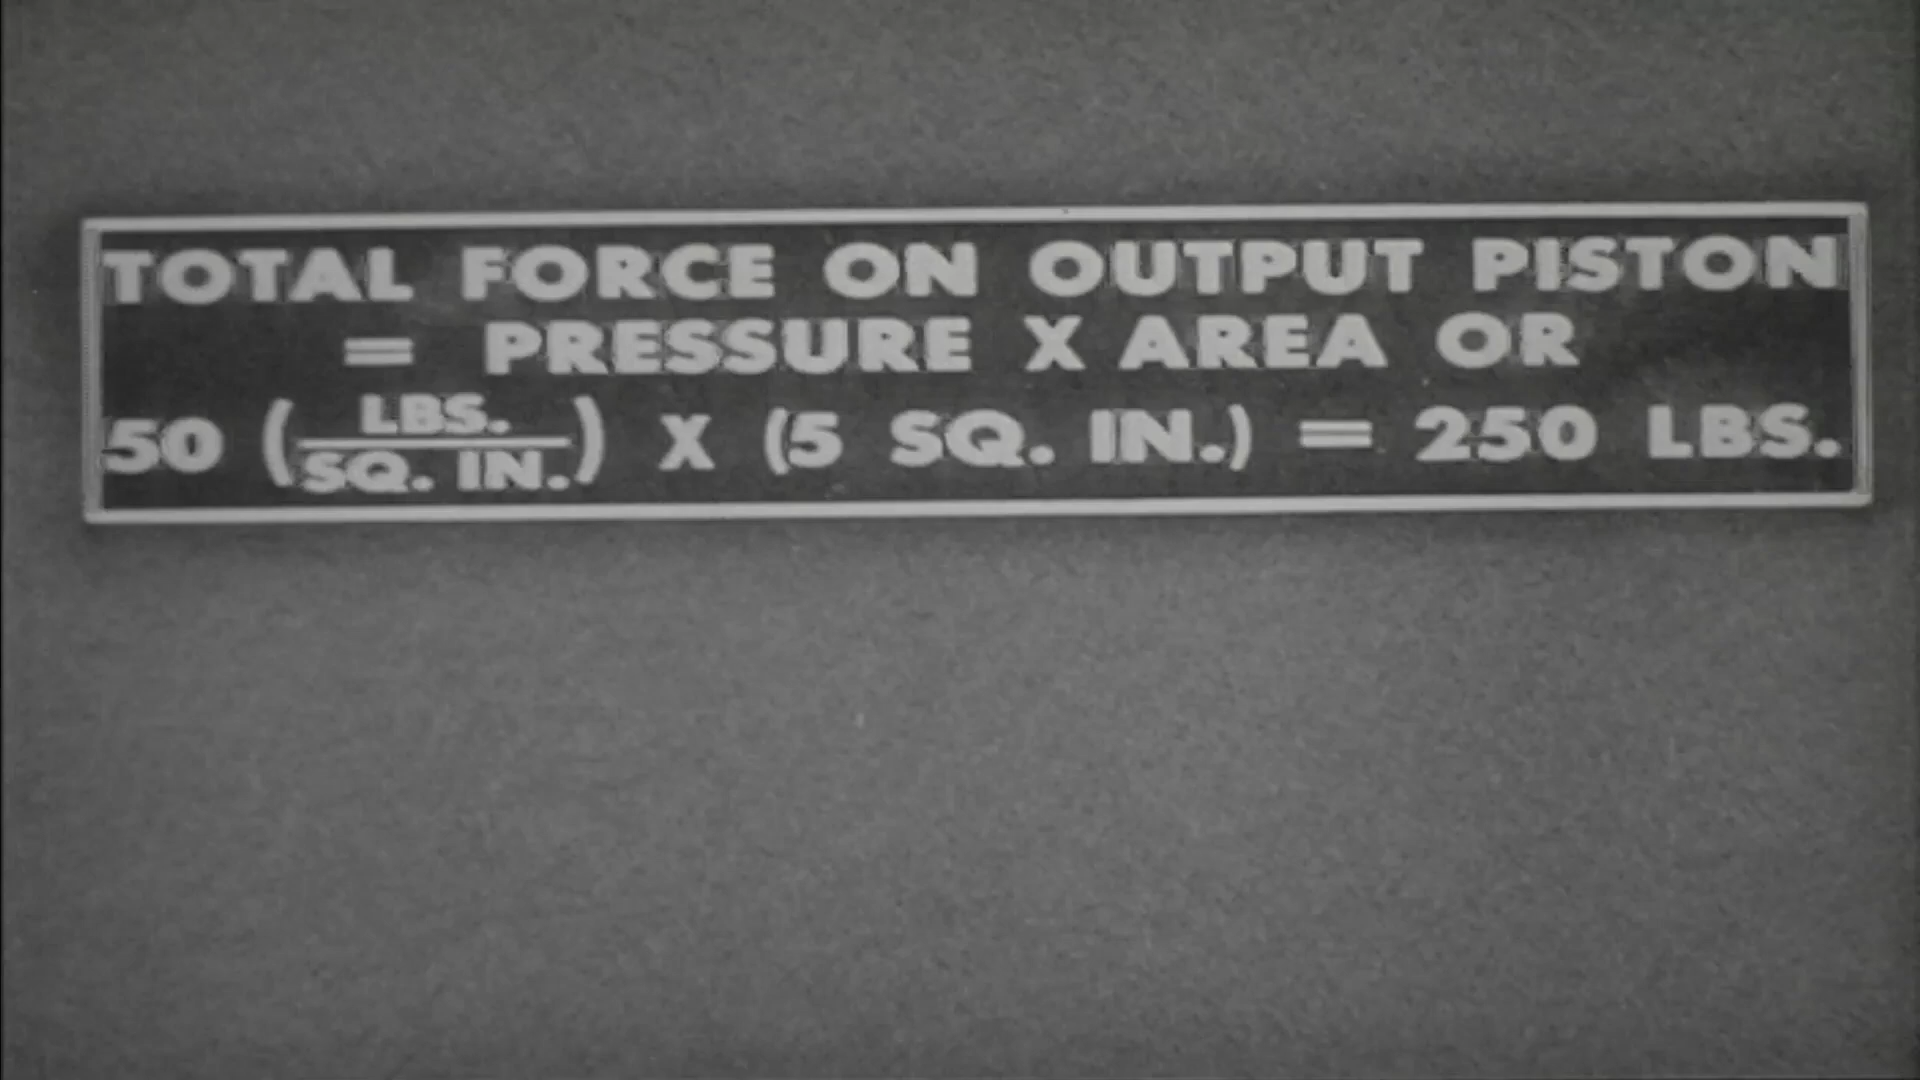 TOTAL FORCE ON OUTPUT PISTON
= PRESSURE X AREA OR
50 (LBS./SQ. IN.) X (5 SQ. IN.) = 250 LBS.